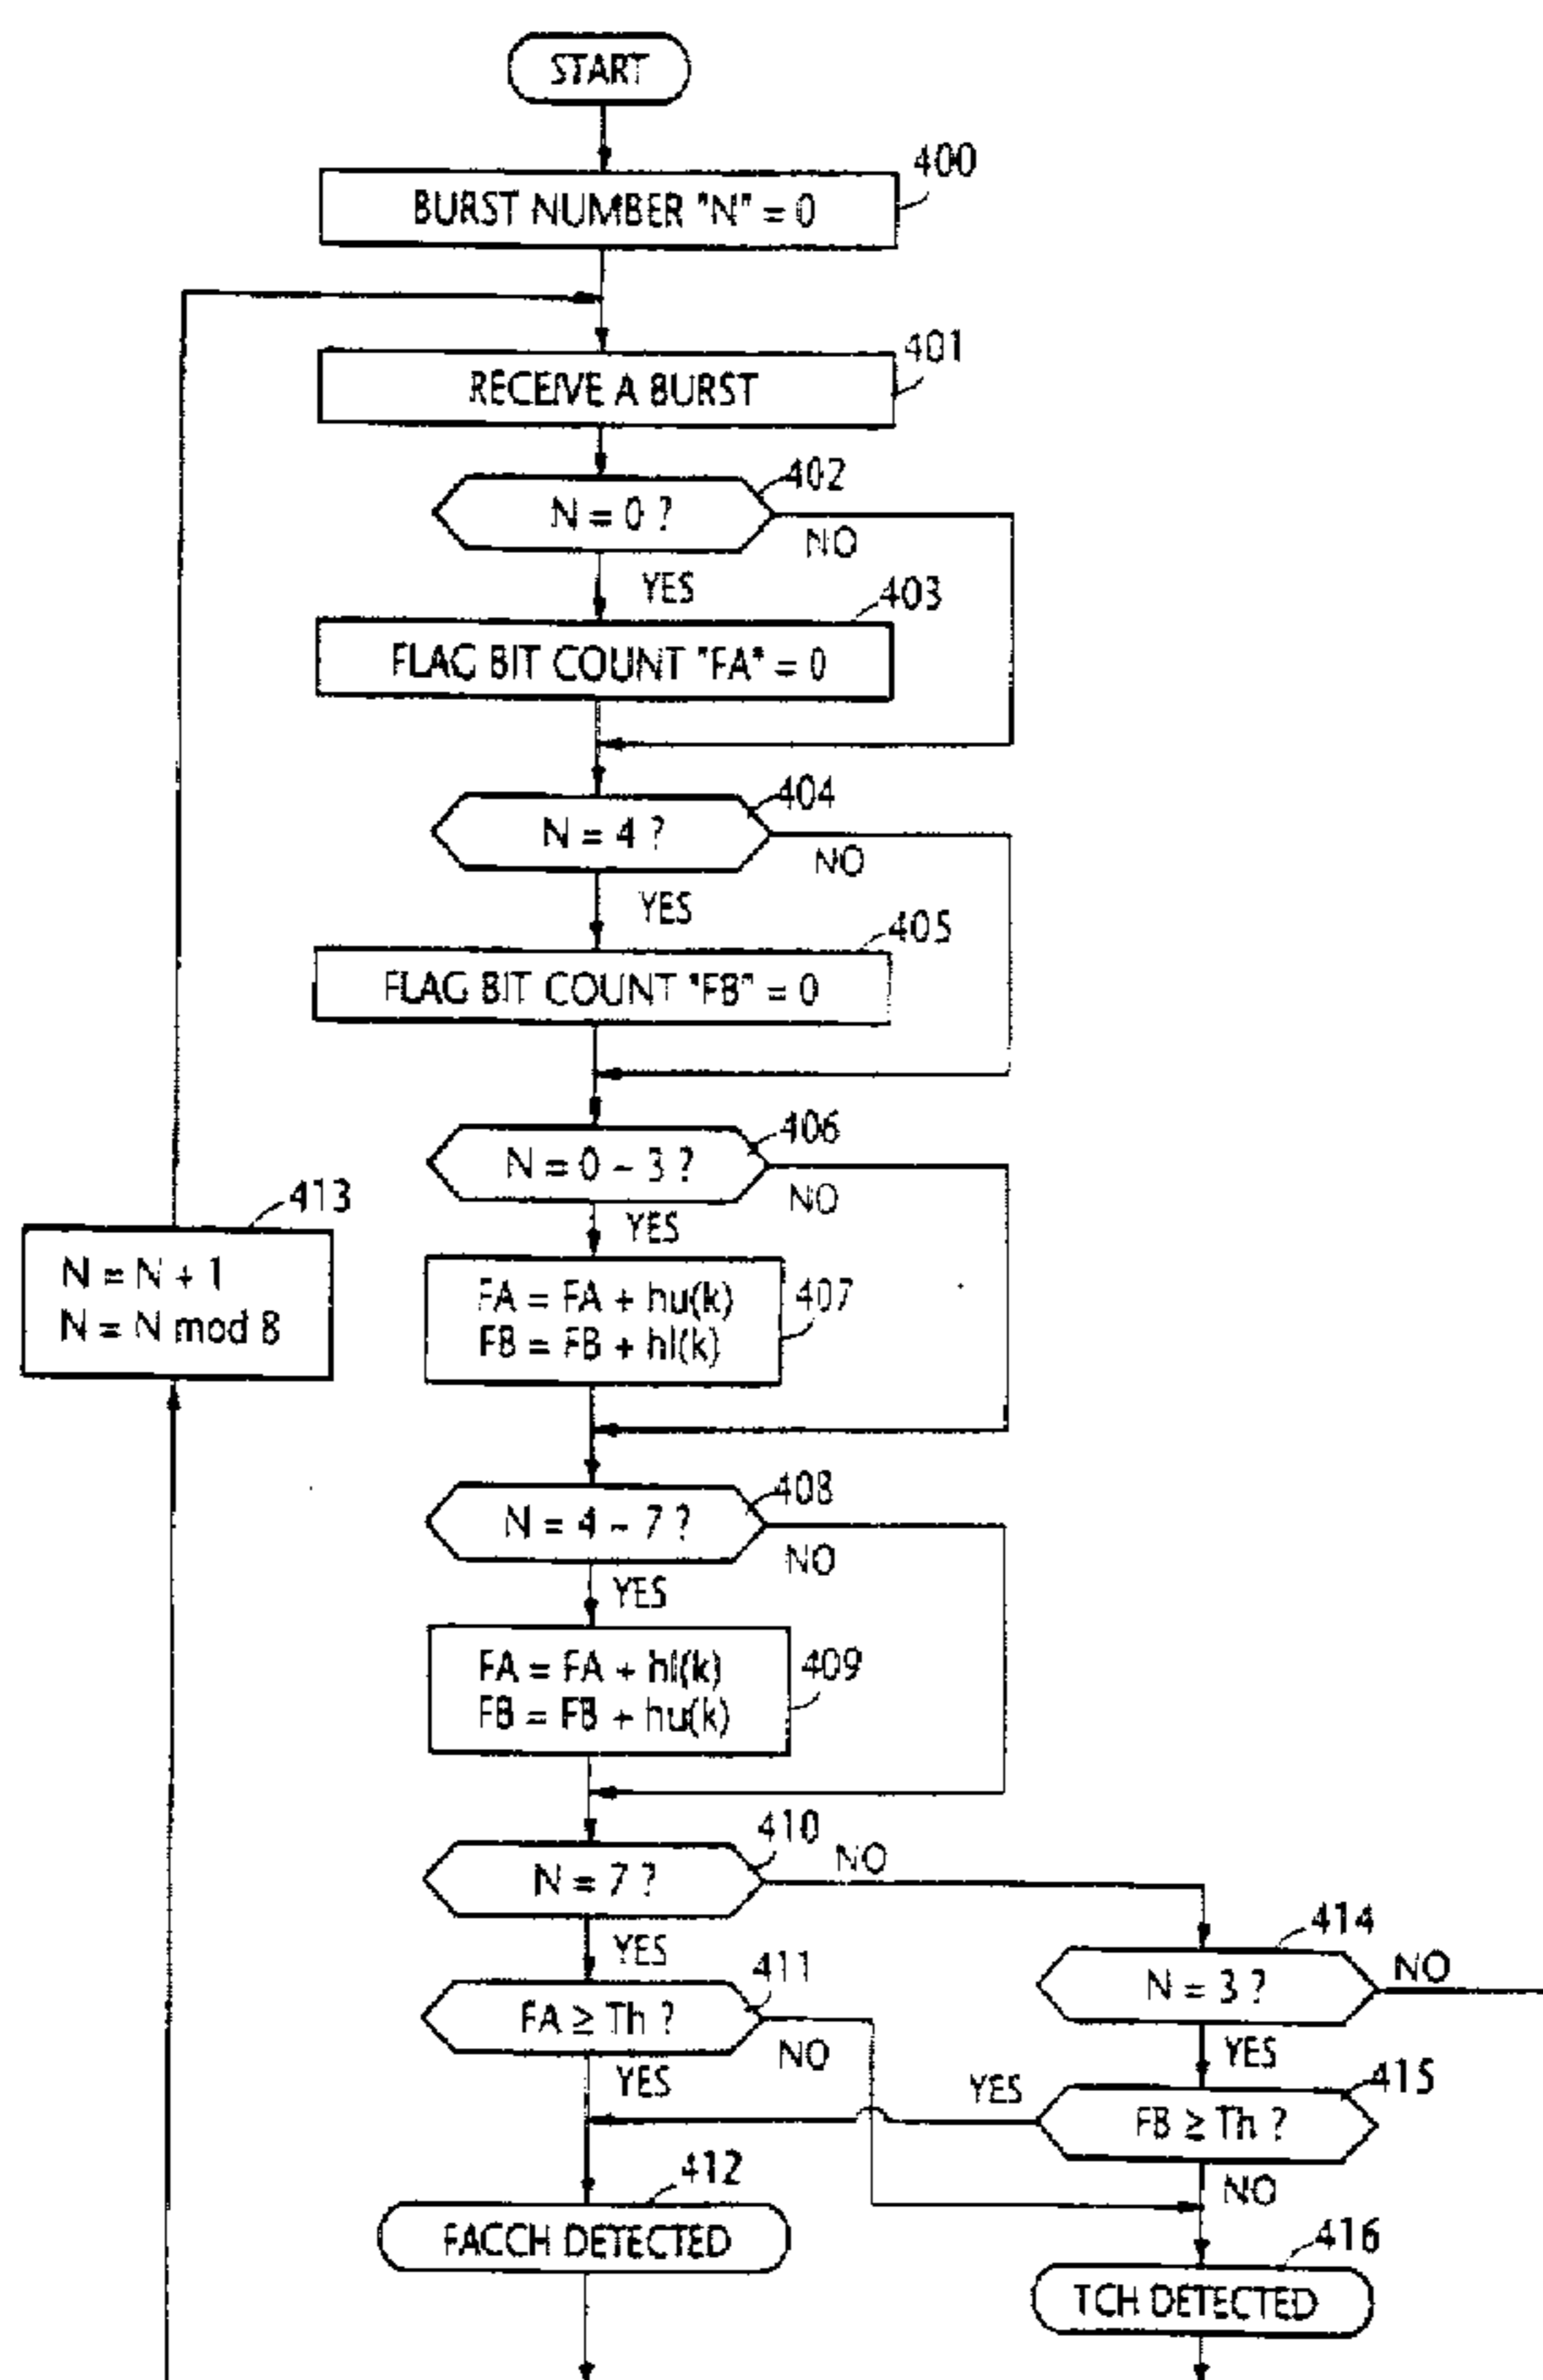 START
400
BURST NUMBER "N" = 0
401
RECEIVE A BURST
402
N = 0 ?
NO
YES
403
FLAG BIT COUNT "FA" = 0
404
N = 4 ?
NO
YES
405
FLAG BIT COUNT "FB" = 0
406
N = 0 – 3 ?
NO
YES
413
N = N + 1
N = N mod 8
407
FA = FA + hu(k)
FB = FB + hl(k)
408
N = 4 – 7 ?
NO
YES
409
FA = FA + hl(k)
FB = FB + hu(k)
410
N = 7 ?
NO
YES
414
N = 3 ?
NO
YES
411
FA ≥ Th ?
NO
YES
415
FB ≥ Th ?
YES
NO
412
FACCH DETECTED
416
TCH DETECTED